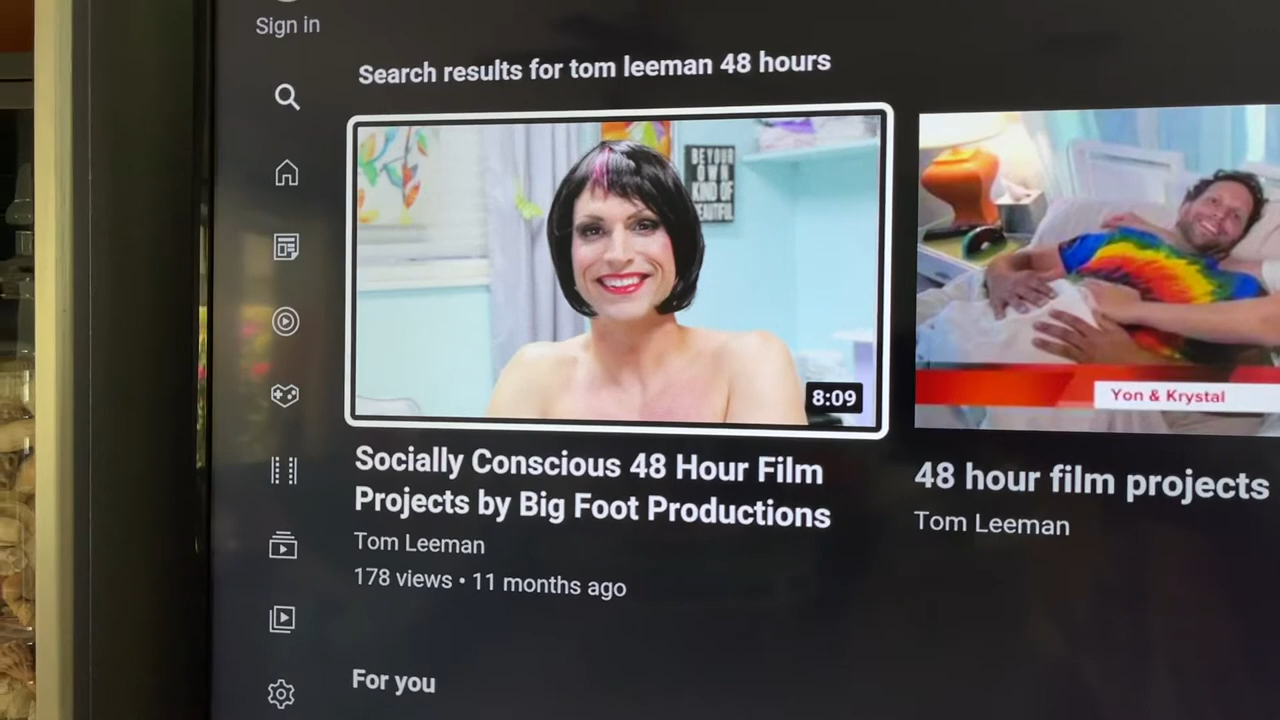 Sign in
Search results for tom leeman 48 hours
BE YOUR
OWN
KIND OF
BEAUTIFUL
8:09
Yon & Krystal
Socially Conscious 48 Hour Film
Projects by Big Foot Productions
Tom Leeman
178 views • 11 months ago
48 hour film projects
Tom Leeman
For you